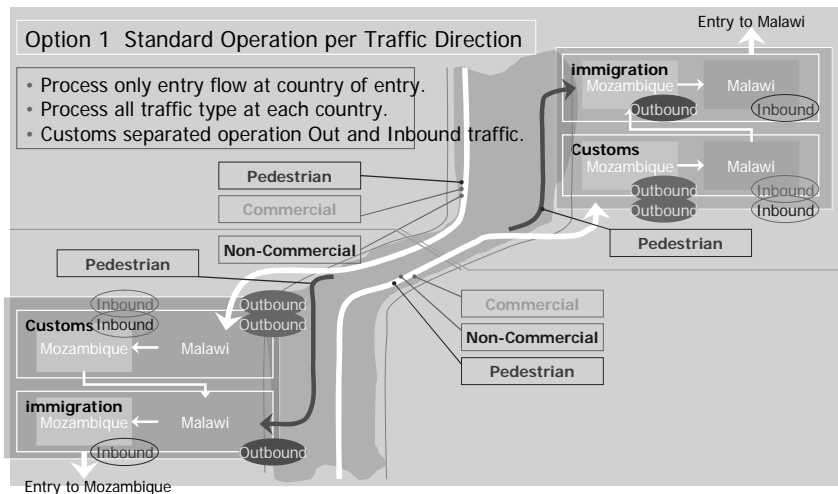 Entry to Malawi
Option 1  Standard Operation per Traffic Direction
• Process only entry flow at country of entry.
• Process all traffic type at each country.
• Customs separated operation Out and Inbound traffic.
immigration
Mozambique
Malawi
Outbound
Inbound
Customs
Mozambique
Malawi
Outbound
Inbound
Outbound
Inbound
Pedestrian
Commercial
Non-Commercial
Pedestrian
Pedestrian
Commercial
Non-Commercial
Pedestrian
Inbound
Outbound
Customs
Inbound
Outbound
Mozambique
Malawi
immigration
Mozambique
Malawi
Inbound
Outbound
Entry to Mozambique